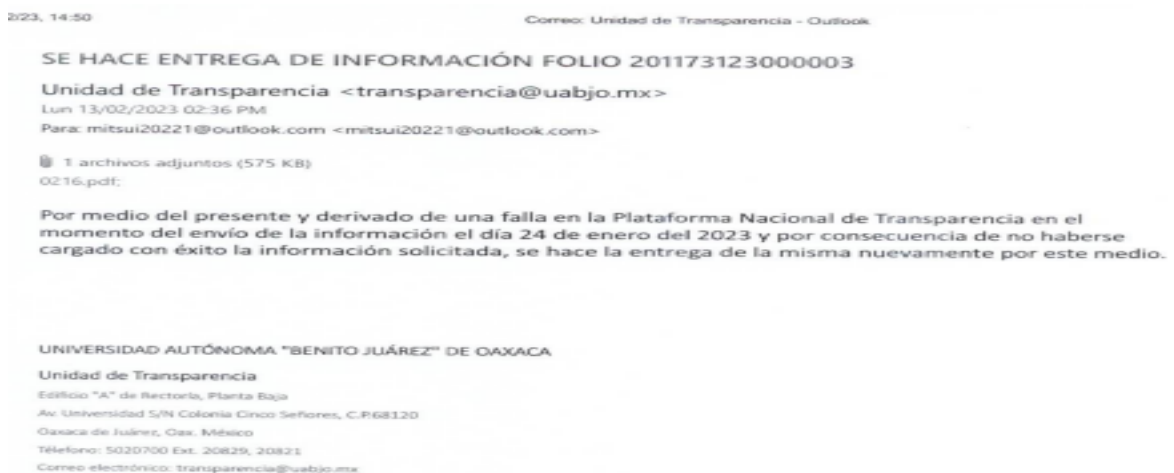 2/23, 14:50
Correo: Unidad de Transparencia - Outlook
SE HACE ENTREGA DE INFORMACIÓN FOLIO 201173123000003
Unidad de Transparencia <transparencia@uabjo.mx>
Lun 13/02/2023 02:36 PM
Para: mitsui20221@outlook.com <mitsui20221@outlook.com>
1 archivos adjuntos (575 KB)
0216.pdf;
Por medio del presente y derivado de una falla en la Plataforma Nacional de Transparencia en el
momento del envío de la información el día 24 de enero del 2023 y por consecuencia de no haberse
cargado con éxito la información solicitada, se hace la entrega de la misma nuevamente por este medio.
UNIVERSIDAD AUTÓNOMA "BENITO JUÁREZ" DE OAXACA
Unidad de Transparencia
Edificio "A" de Rectoría, Planta Baja
Av. Universidad S/N Colonia Cinco Señores, C.P.68120
Oaxaca de Juárez, Oax. México
Télefono: 5020700 Ext. 20829, 20821
Correo electrónico: transparencia@uabjo.mx